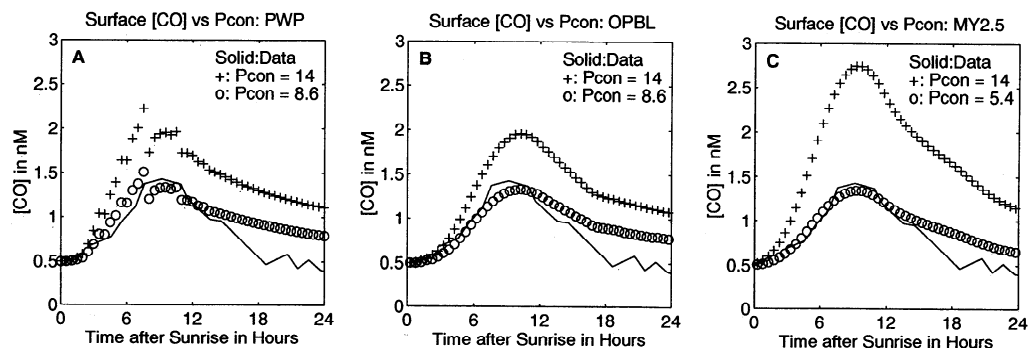 Surface [CO] vs Pcon: PWP
A
Solid:Data
+: Pcon = 14
o: Pcon = 8.6
[CO] in nM
3
2.5
2
1.5
1
0.5
0
0 6 12 18 24
Time after Sunrise in Hours
Surface [CO] vs Pcon: OPBL
B
Solid:Data
+: Pcon = 14
o: Pcon = 8.6
[CO] in nM
3
2.5
2
1.5
1
0.5
0
0 6 12 18 24
Time after Sunrise in Hours
Surface [CO] vs Pcon: MY2.5
C
Solid:Data
+: Pcon = 14
o: Pcon = 5.4
[CO] in nM
3
2.5
2
1.5
1
0.5
0
0 6 12 18 24
Time after Sunrise in Hours